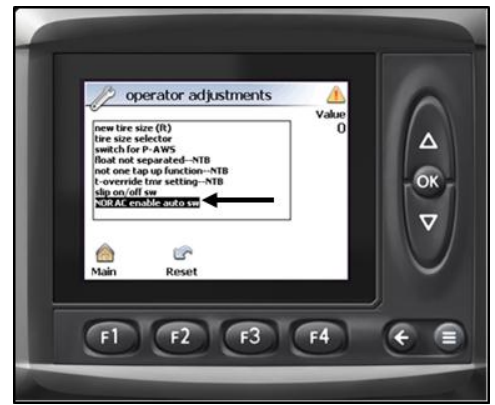 operator adjustments
Value
0
new tire size (ft)
tire size selector
switch for P-AWS
float not separated--NTB
not one tap up function--NTB
t-override tmr setting--NTB
slip on/off sw
NORAC enable auto sw
Main
Reset
OK
F1
F2
F3
F4